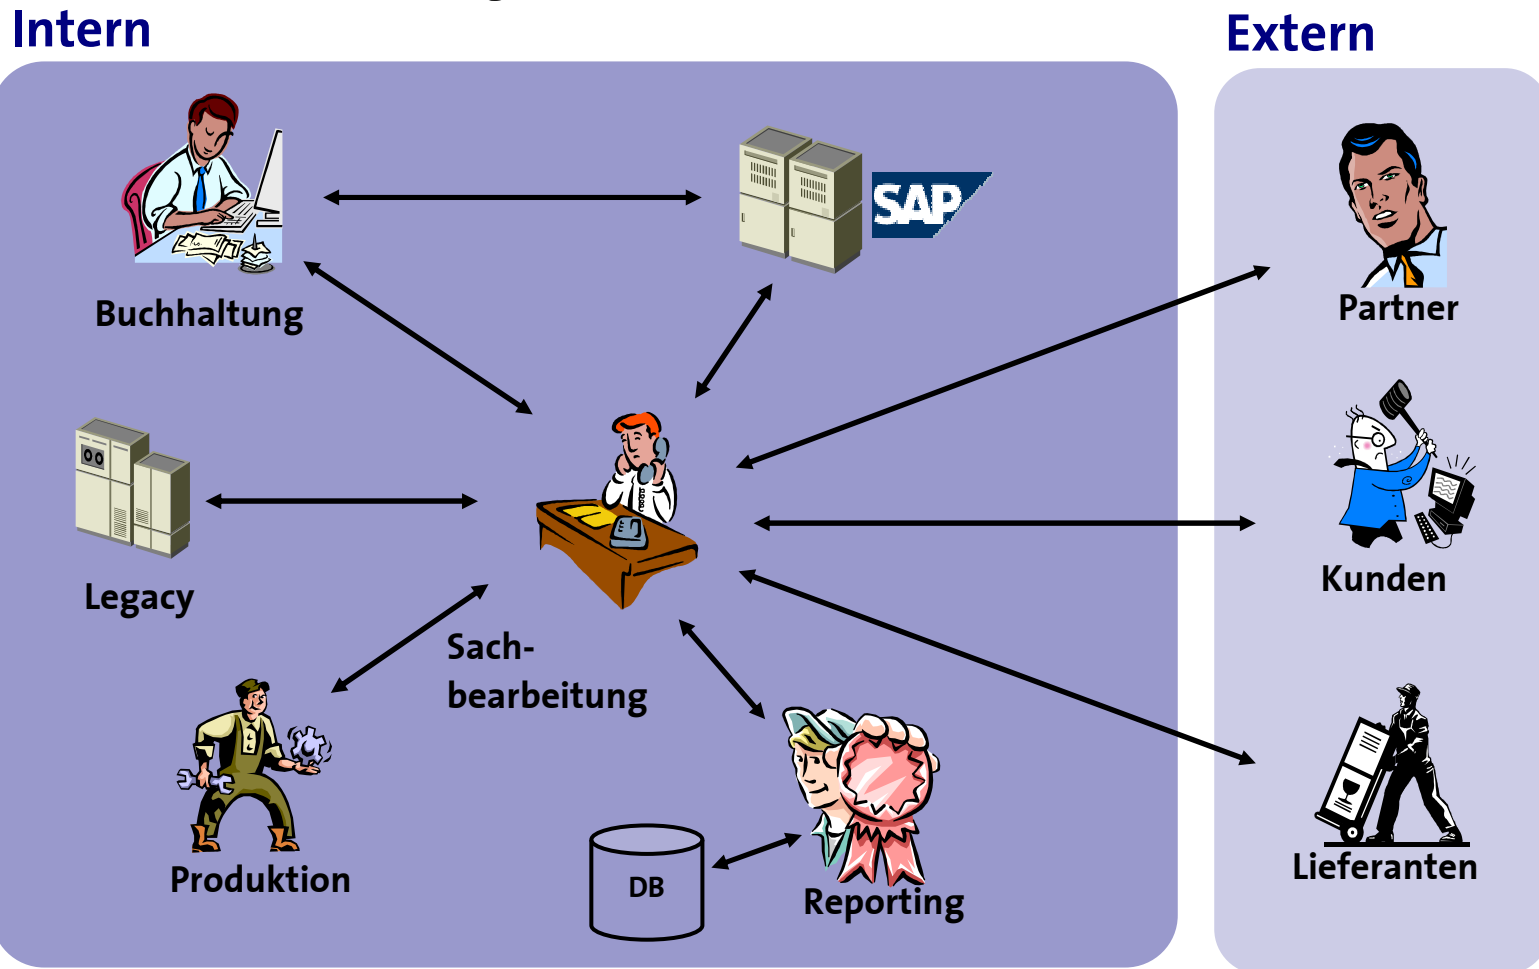 Intern
Extern
SAP
Buchhaltung
Partner
Legacy
Kunden
Sach-
bearbeitung
Produktion
DB
Reporting
Lieferanten